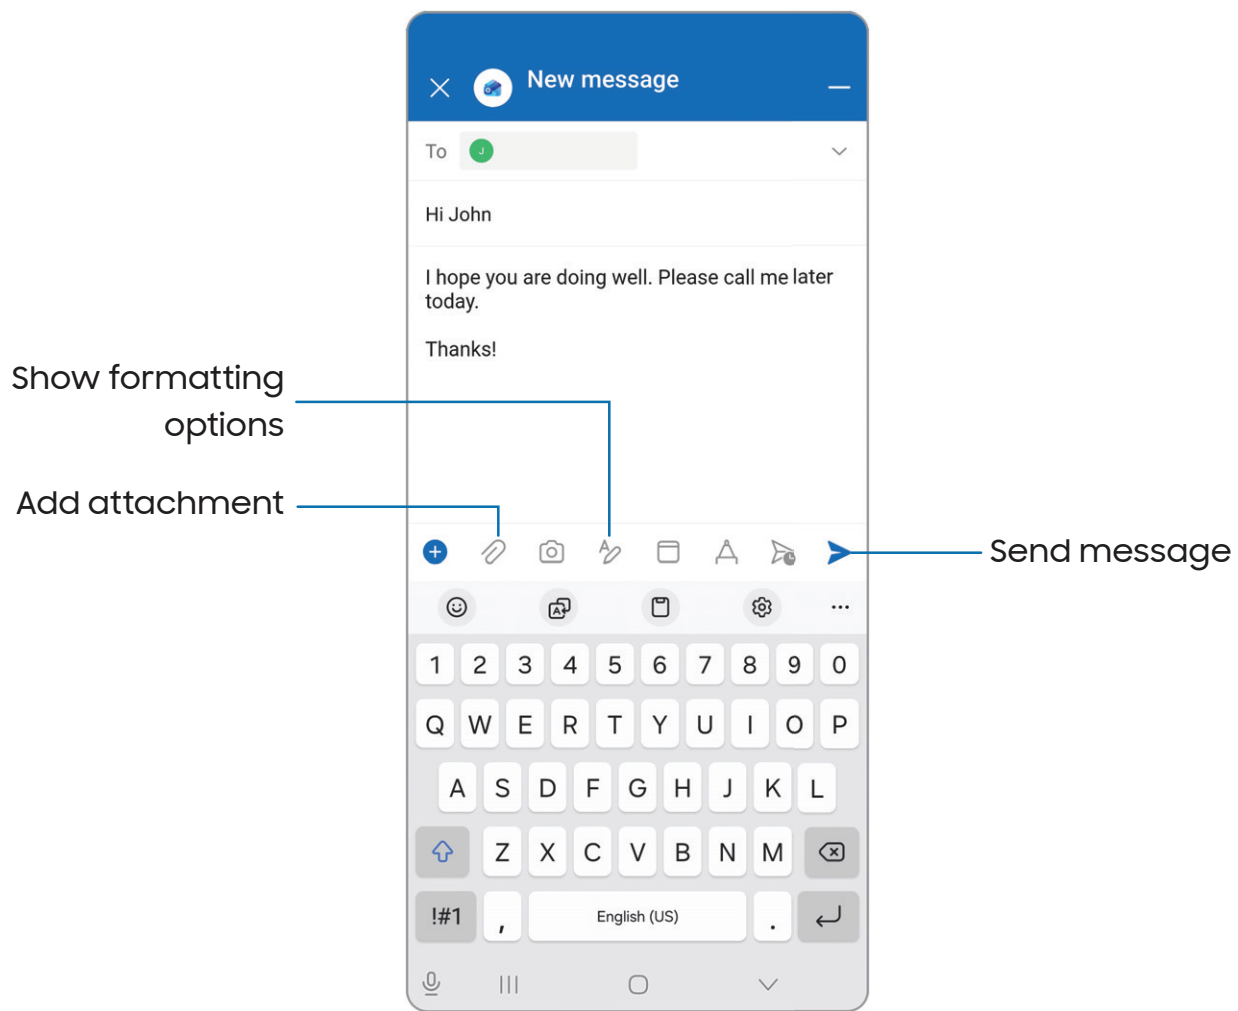 New message
To J
Hi John
I hope you are doing well. Please call me later
today.
Thanks!
Show formatting
options
Add attachment
Send message
1 2 3 4 5 6 7 8 9 0
Q W E R T Y U I O P
A S D F G H J K L
Z X C V B N M
!#1 , English (US) .